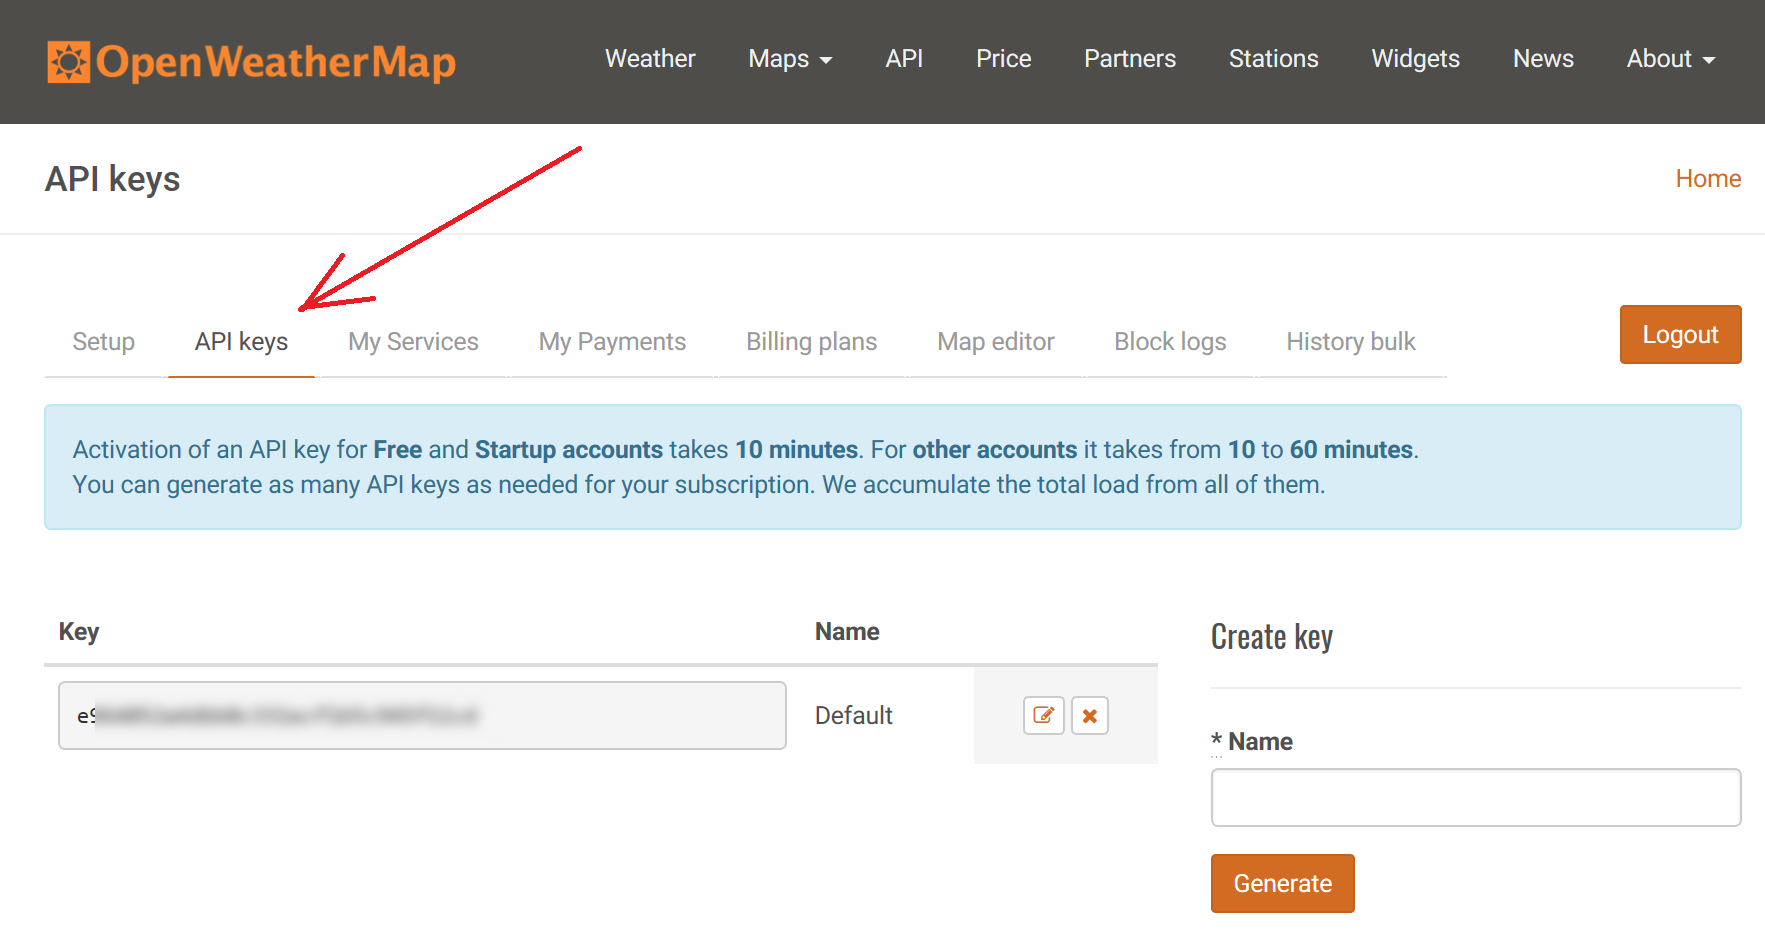 OpenWeatherMap
Weather Maps API Price Partners Stations Widgets News About
API keys
Home
Setup API keys My Services My Payments Billing plans Map editor Block logs History bulk
Logout
Activation of an API key for Free and Startup accounts takes 10 minutes. For other accounts it takes from 10 to 60 minutes.
You can generate as many API keys as needed for your subscription. We accumulate the total load from all of them.
Key Name
Default
Create key
* Name
Generate